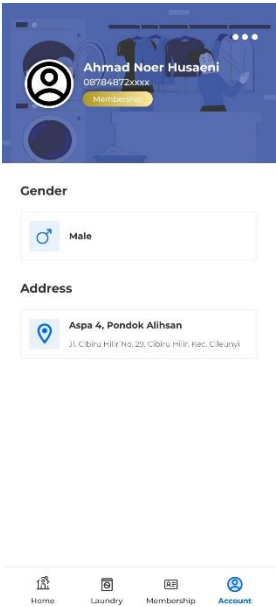 Ahmad Noer Husaeni
08784872xxxx
Membership
Gender
Male
Address
Aspa 4, Pondok Alihsan
Jl. Cibiru Hilir No. 29, Cibiru Hilir, Kec. Cileunyi
Home Laundry Membership Account